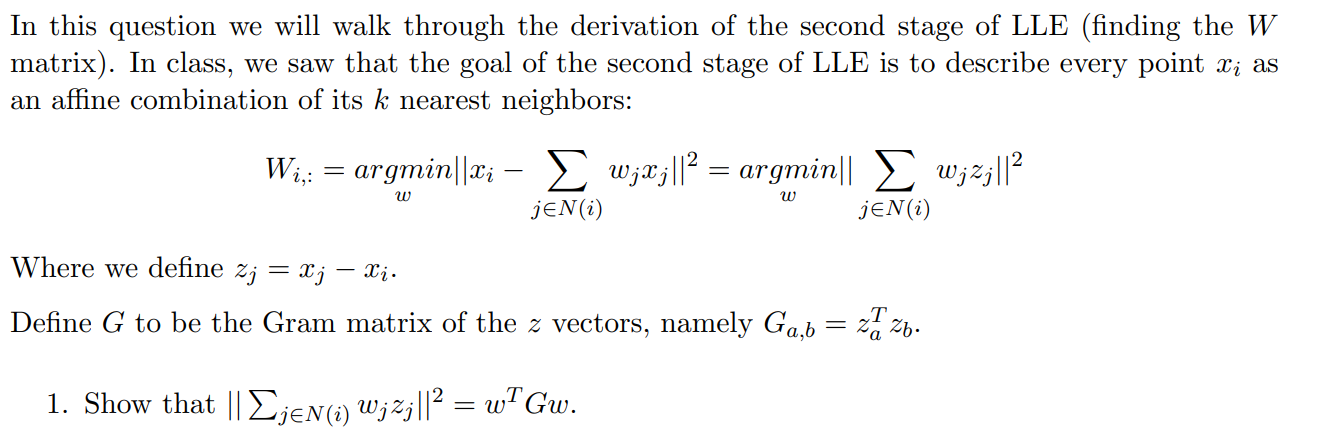 In this question we will walk through the derivation of the second stage of LLE (finding the W
matrix). In class, we saw that the goal of the second stage of LLE is to describe every point x_i as
an affine combination of its k nearest neighbors:
W_{i,:} = argmin_w ||x_i − ∑_{j∈N(i)} w_j x_j||^2 = argmin_w || ∑_{j∈N(i)} w_j z_j||^2
Where we define z_j = x_j − x_i.
Define G to be the Gram matrix of the z vectors, namely G_{a,b} = z_a^T z_b.
1. Show that || ∑_{j∈N(i)} w_j z_j||^2 = w^T Gw.